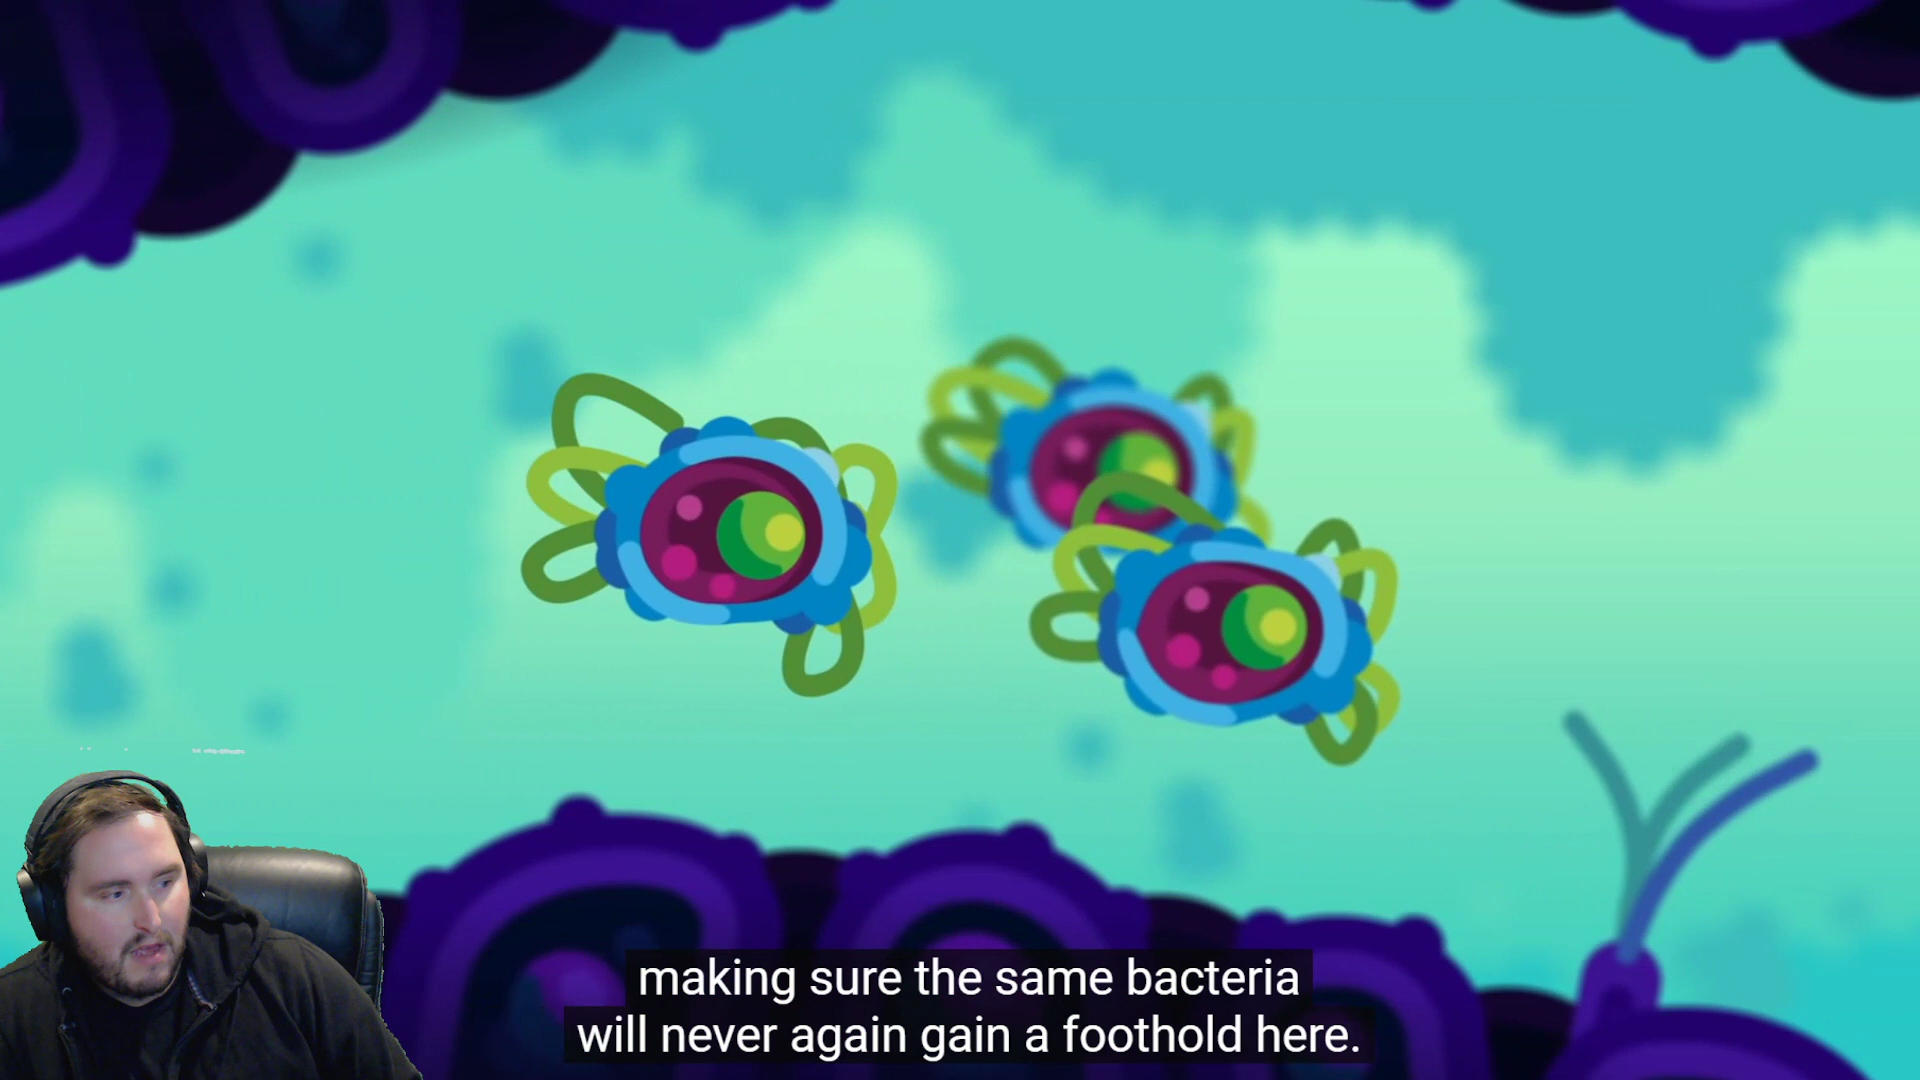 making sure the same bacteria
will never again gain a foothold here.